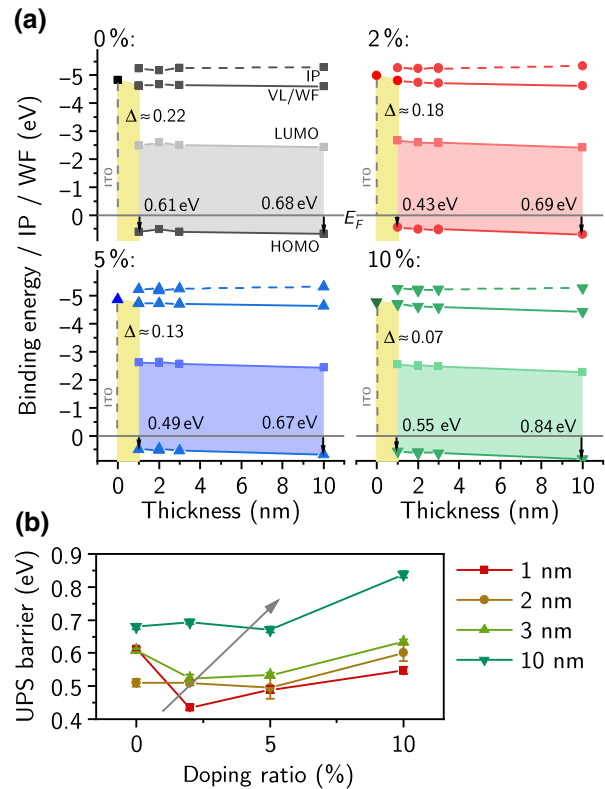 (a)
0 %:
2 %:
Binding energy / IP / WF (eV)
−5
−4
−3
−2
−1
0
IP
VL/WF
Δ ≈ 0.22
LUMO
ITO
0.61 eV
0.68 eV
HOMO
Δ ≈ 0.18
ITO
0.43 eV
0.69 eV
E_F
5 %:
10 %:
−5
−4
−3
−2
−1
0
Δ ≈ 0.13
ITO
0.49 eV
0.67 eV
Δ ≈ 0.07
ITO
0.55 eV
0.84 eV
0 2 4 6 8 10
0 2 4 6 8 10
Thickness (nm)
Thickness (nm)
(b)
UPS barrier (eV)
0.9
0.8
0.7
0.6
0.5
0.4
0 5 10
Doping ratio (%)
1 nm
2 nm
3 nm
10 nm